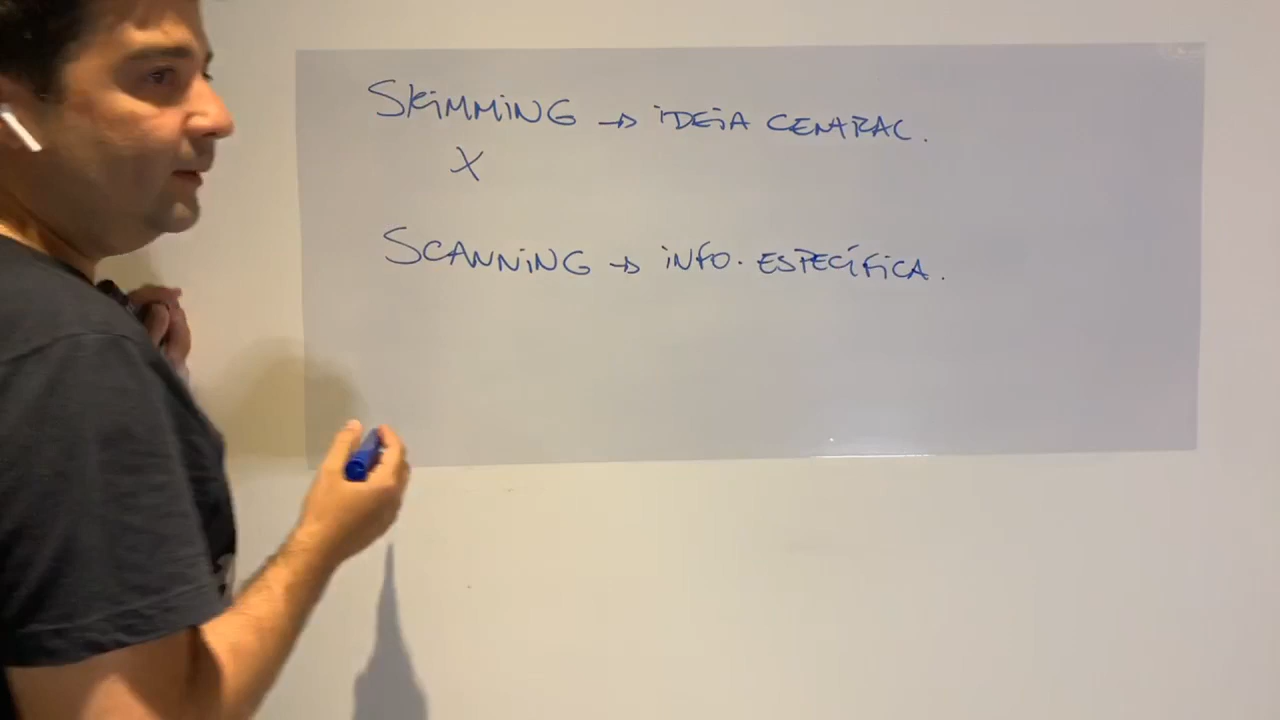 SKiMMiNG → iDEiA CENTRAL.
X
SCANNiNG → iNFO. ESPECÍFiCA.